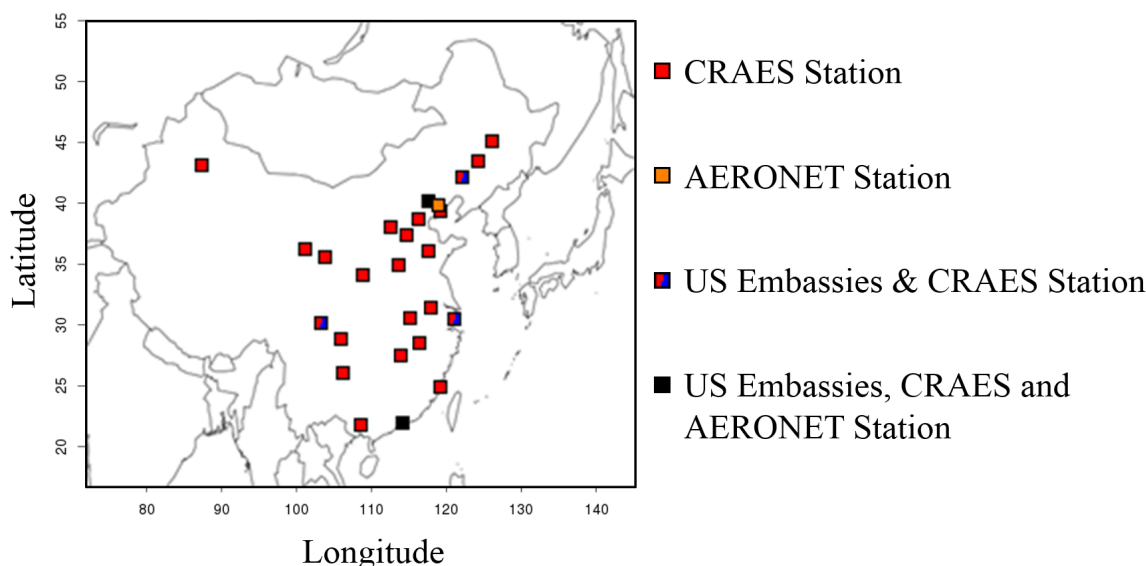 55
50
45
40
35
30
25
20
Latitude
80 90 100 110 120 130 140
Longitude
CRAES Station
AERONET Station
US Embassies & CRAES Station
US Embassies, CRAES and
AERONET Station